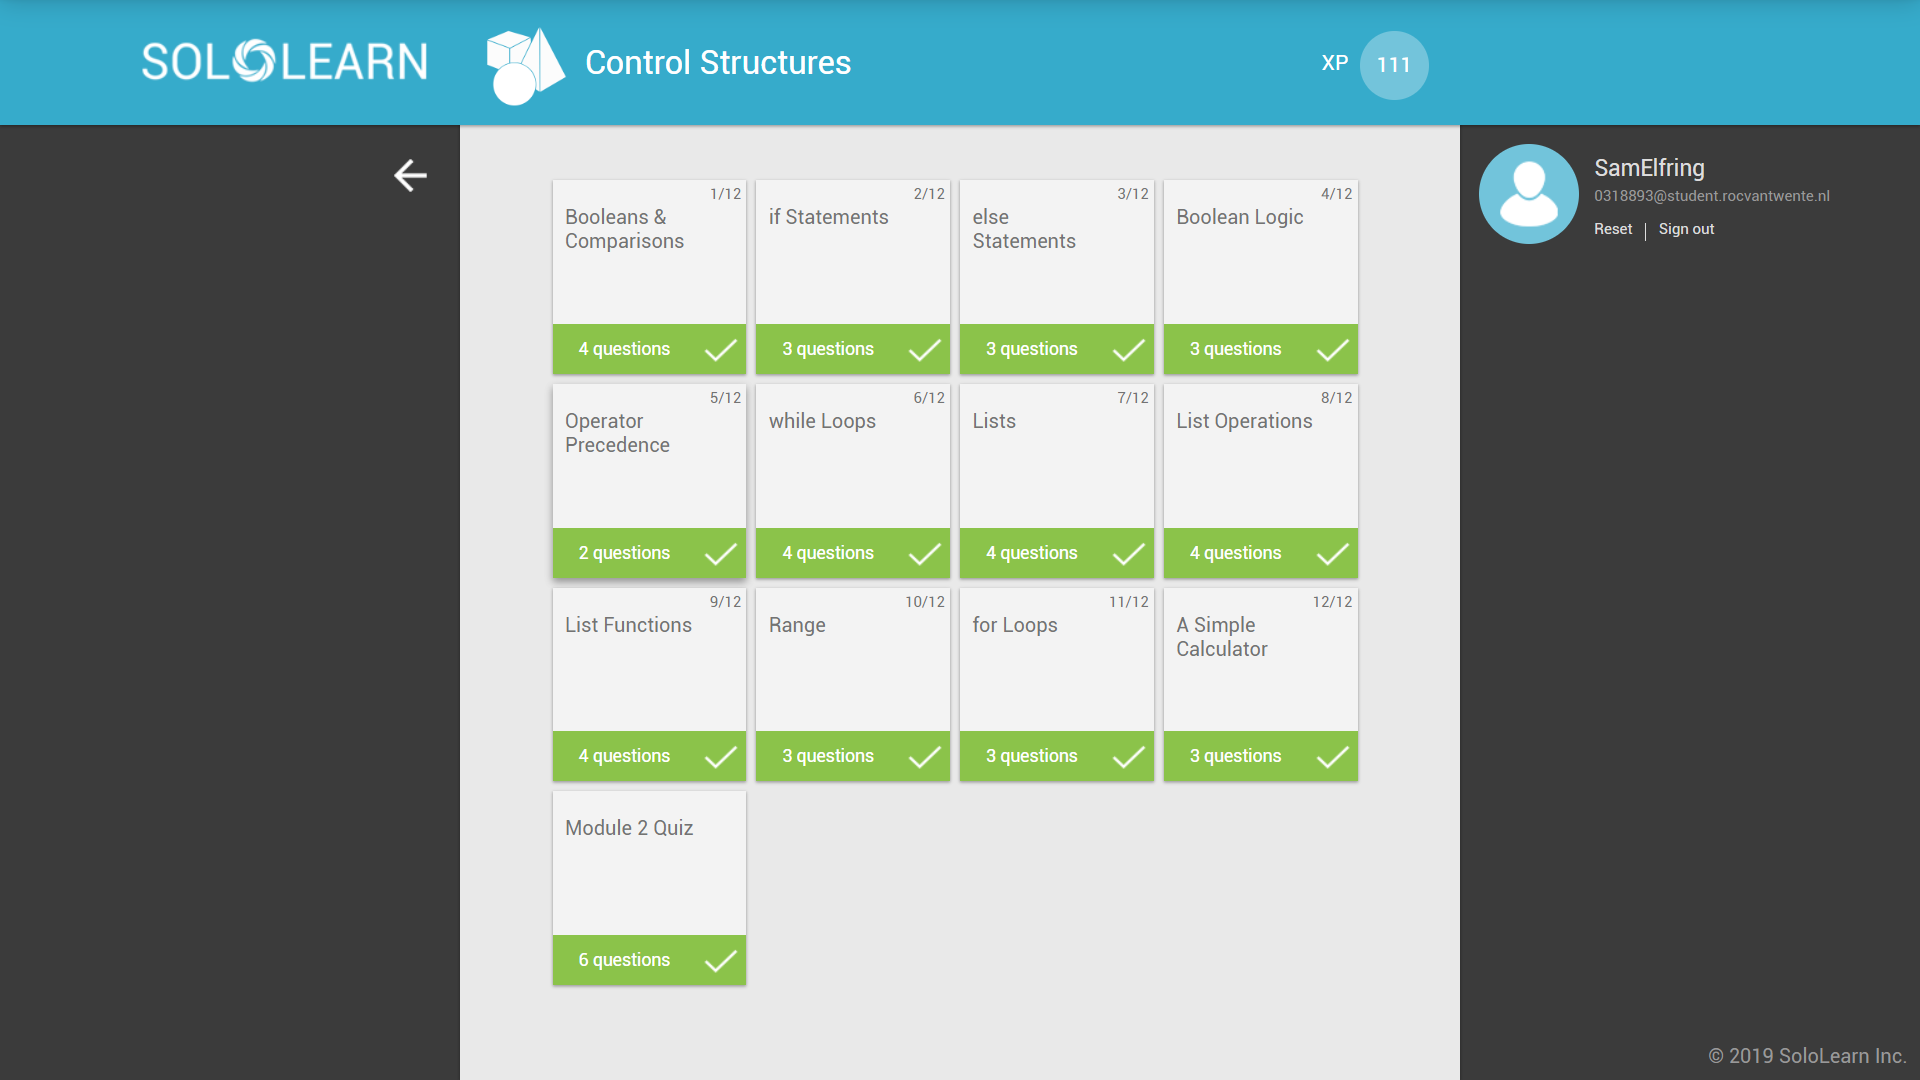 SOLOLEARN
Control Structures
XP 111
SamElfring
0318893@student.rocvantwente.nl
Reset | Sign out
1/12
Booleans &
Comparisons
4 questions
2/12
if Statements
3 questions
3/12
else
Statements
3 questions
4/12
Boolean Logic
3 questions
5/12
Operator
Precedence
2 questions
6/12
while Loops
4 questions
7/12
Lists
4 questions
8/12
List Operations
4 questions
9/12
List Functions
4 questions
10/12
Range
3 questions
11/12
for Loops
3 questions
12/12
A Simple
Calculator
3 questions
Module 2 Quiz
6 questions
© 2019 SoloLearn Inc.